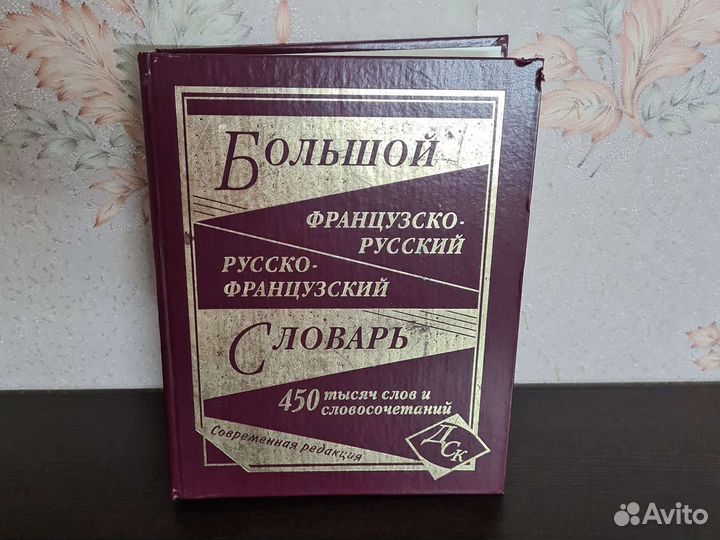 Большой
французско-
русский
русско-
французский
Словарь
450 тысяч слов и
словосочетаний
Современная редакция
ДСК
Avito